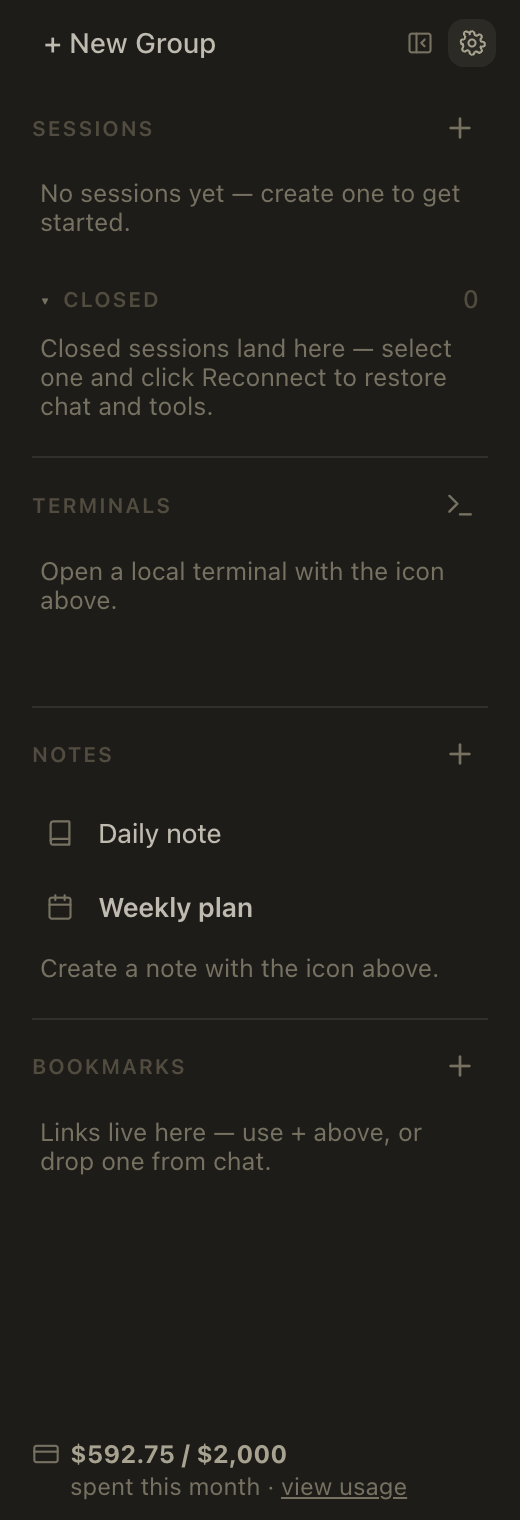 + New Group
SESSIONS
No sessions yet — create one to get
started.
▾ CLOSED 0
Closed sessions land here — select
one and click Reconnect to restore
chat and tools.
TERMINALS
Open a local terminal with the icon
above.
NOTES
Daily note
Weekly plan
Create a note with the icon above.
BOOKMARKS
Links live here — use + above, or
drop one from chat.
$592.75 / $2,000
spent this month · view usage